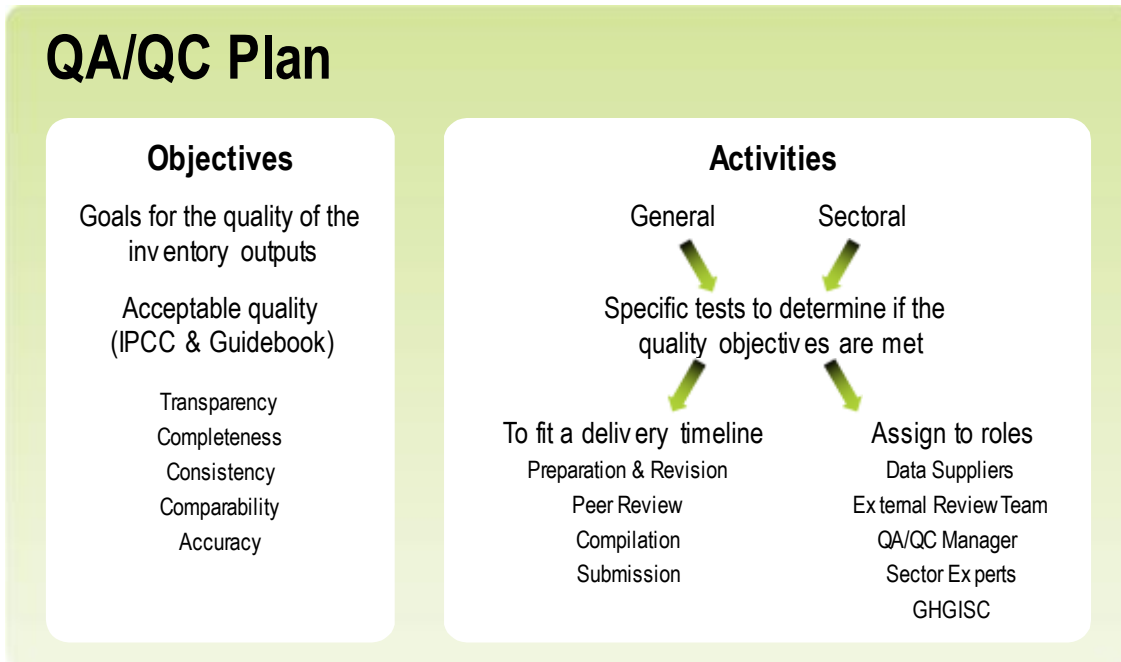 QA/QC Plan
Objectives
Goals for the quality of the
inventory outputs
Acceptable quality
(IPCC & Guidebook)
Transparency
Completeness
Consistency
Comparability
Accuracy
Activities
General
Sectoral
Specific tests to determine if the
quality objectives are met
To fit a delivery timeline
Preparation & Revision
Peer Review
Compilation
Submission
Assign to roles
Data Suppliers
External Review Team
QA/QC Manager
Sector Experts
GHGISC